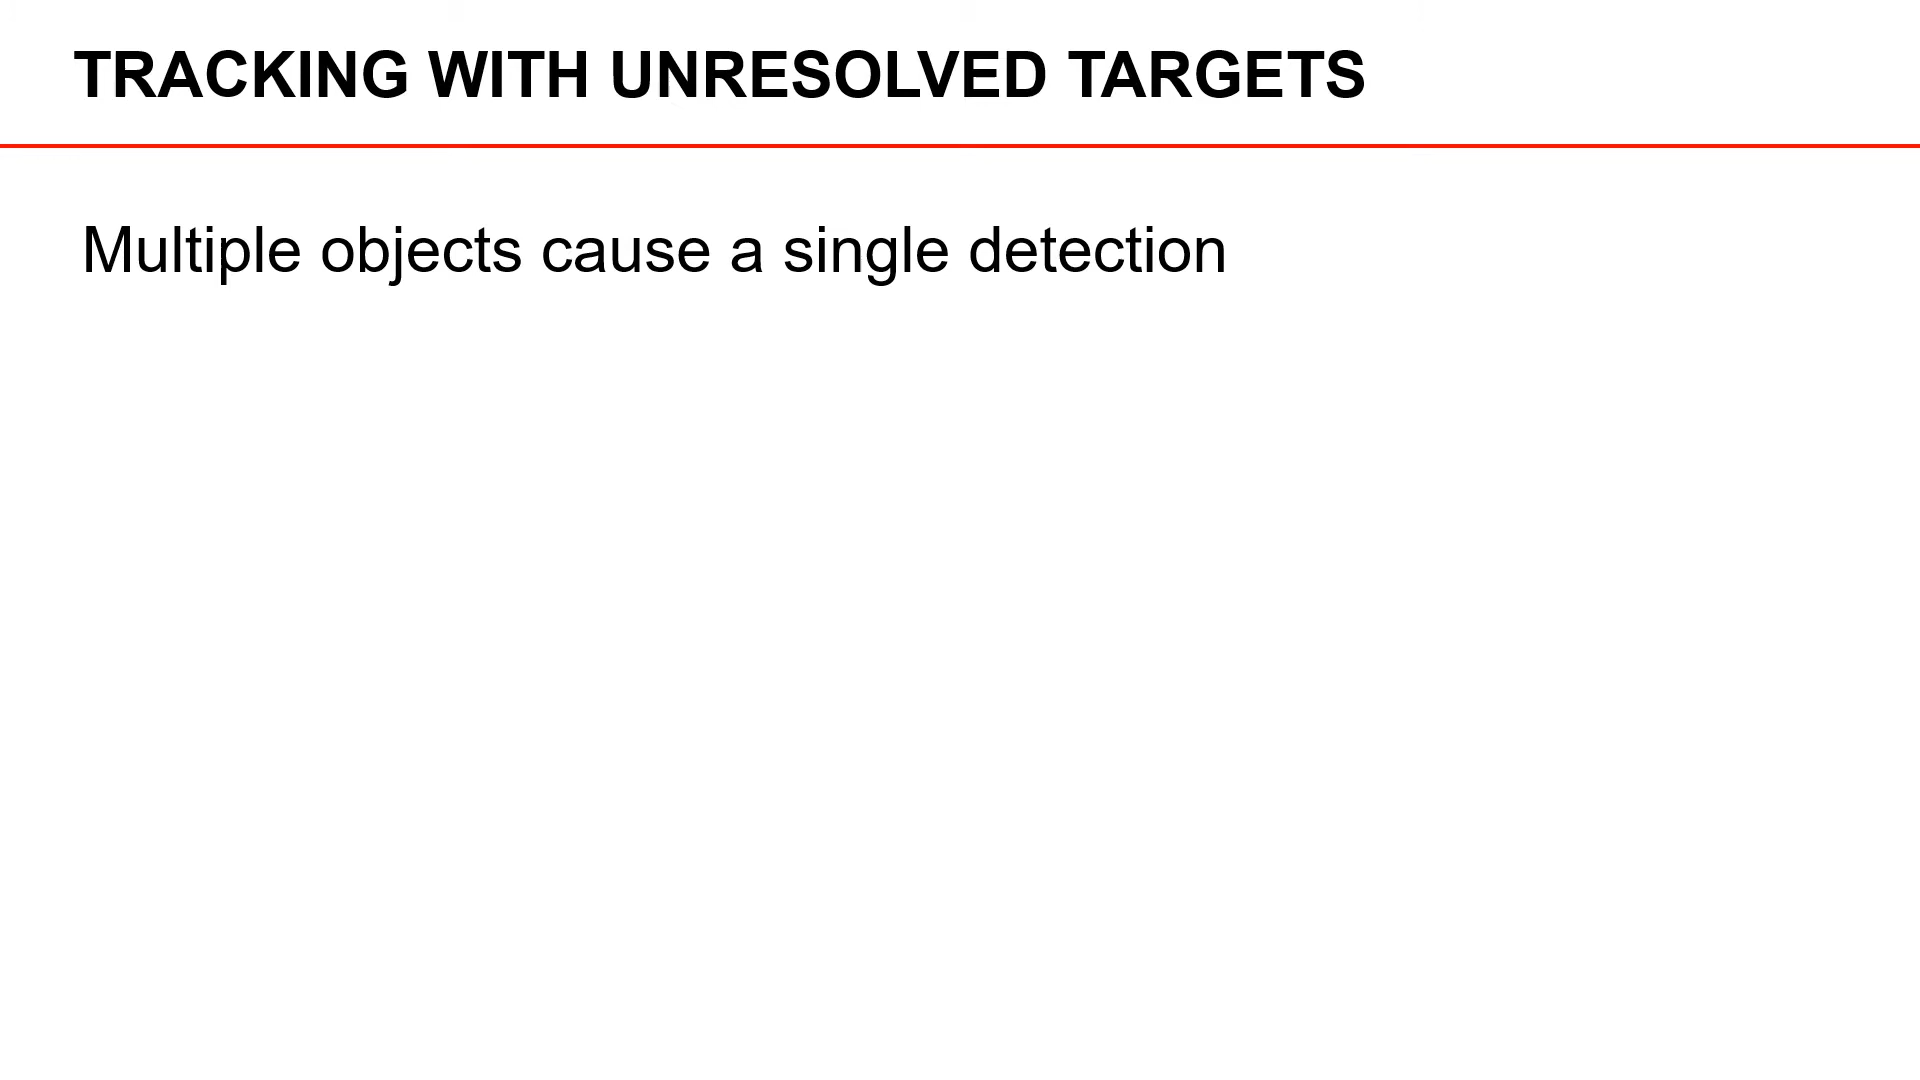 TRACKING WITH UNRESOLVED TARGETS
Multiple objects cause a single detection